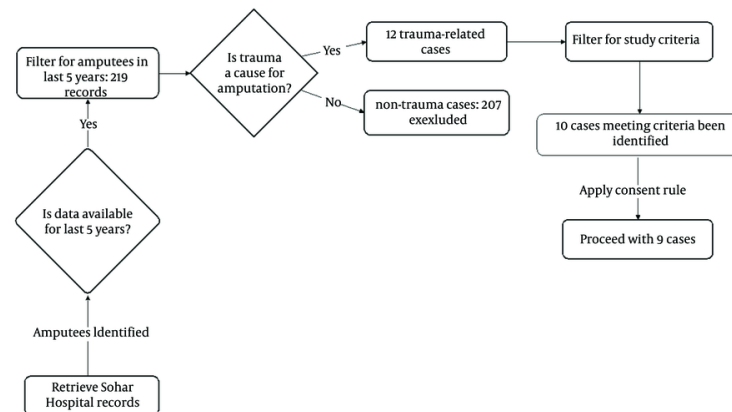 Filter for amputees in
last 5 years: 219
records
Is trauma
a cause for
amputation?
Yes
12 trauma-related
cases
Filter for study criteria
No
non-trauma cases: 207
exexluded
10 cases meeting criteria been
identified
Apply consent rule
Proceed with 9 cases
Yes
Is data available
for last 5 years?
Amputees Identified
Retrieve Sohar
Hospital records